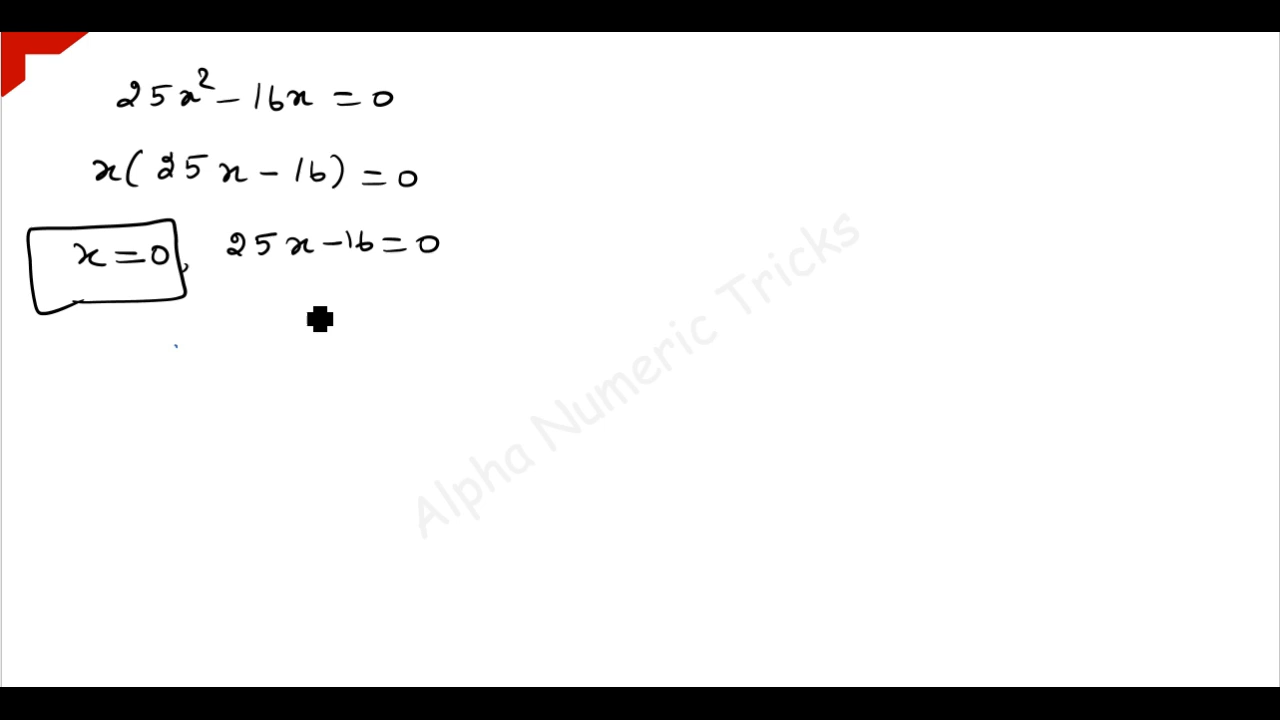 25x² - 16x = 0
x(25x - 16) = 0
x = 0, 25x - 16 = 0
Alpha Numeric Tricks